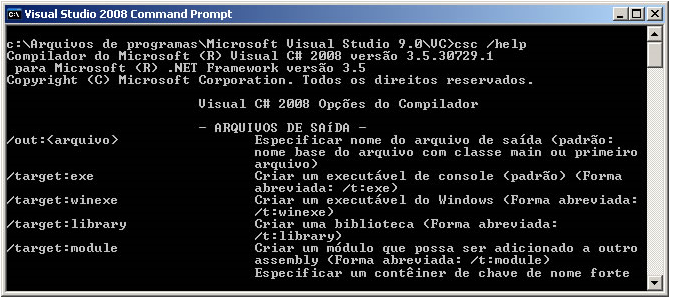 Visual Studio 2008 Command Prompt
c:\Arquivos de programas\Microsoft Visual Studio 9.0\VC>csc /help
Compilador do Microsoft (R) Visual C# 2008 versão 3.5.30729.1
para Microsoft (R) .NET Framework versão 3.5
Copyright (C) Microsoft Corporation. Todos os direitos reservados.
Visual C# 2008 Opções do Compilador
- ARQUIVOS DE SAÍDA -
/out:<arquivo> Especificar nome do arquivo de saída (padrão:
nome base do arquivo com classe main ou primeiro
arquivo)
/target:exe Criar um executável de console (padrão) (Forma
abreviada: /t:exe)
/target:winexe Criar um executável do Windows (Forma abreviada:
/t:winexe)
/target:library Criar uma biblioteca (Forma abreviada:
/t:library)
/target:module Criar um módulo que possa ser adicionado a outro
assembly (Forma abreviada: /t:module)
Especificar um contêiner de chave de nome forte